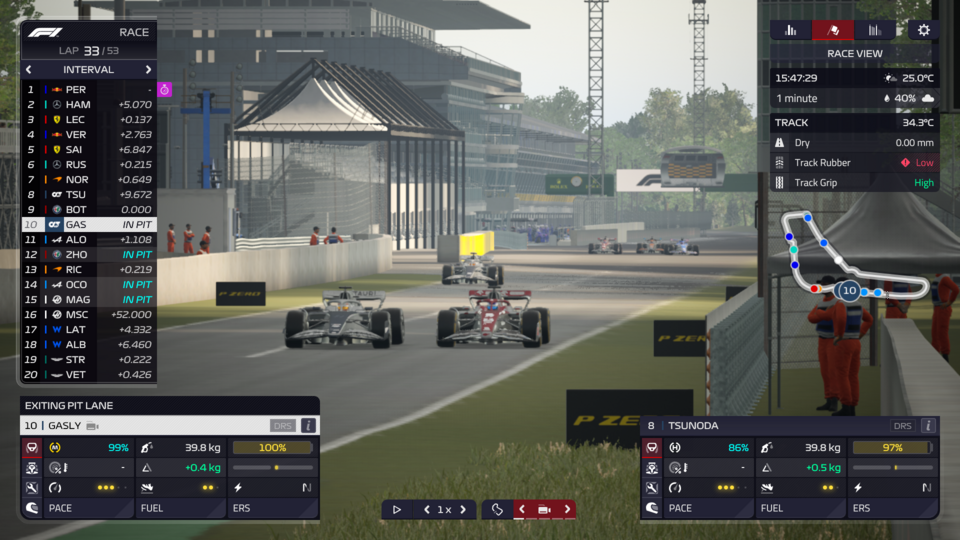 F1 RACE
LAP 33 / 53
INTERVAL
1 PER -
2 HAM +5.070
3 LEC +0.137
4 VER +2.763
5 SAI +6.847
6 RUS +0.215
7 NOR +0.649
8 TSU +9.672
9 BOT 0.000
10 GAS IN PIT
11 ALO +1.108
12 ZHO IN PIT
13 RIC +0.219
14 OCO IN PIT
15 MAG IN PIT
16 MSC +52.000
17 LAT +4.332
18 ALB +6.460
19 STR +0.222
20 VET +0.426
RACE VIEW
15:47:29 25.0°C
1 minute 40%
TRACK 34.3°C
Dry 0.00 mm
Track Rubber Low
Track Grip High
10
ROLEX
F1
P ZERO
P ZERO
P ZERO
EXITING PIT LANE
10 | GASLY DRS i
M 99% 39.8 kg 100%
- +0.4 kg
N
PACE FUEL ERS
1x
8 | TSUNODA DRS i
H 86% 39.8 kg 97%
- +0.5 kg
N
PACE FUEL ERS